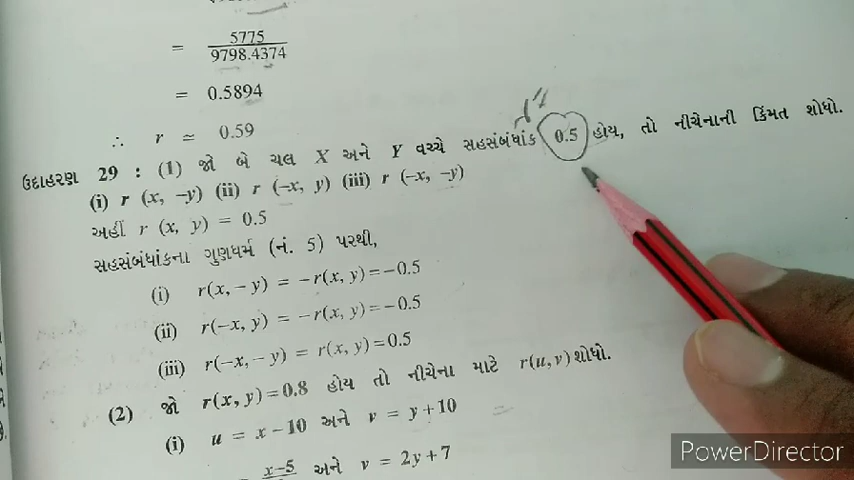 = 5775
9798.4374
= 0.5894
∴ r ≃ 0.59
ઉદાહરણ 29 : (1) જો બે ચલ X અને Y વચ્ચે સહસંબંધાંક 0.5 હોય, તો નીચેનાની કિંમત શોધો.
(i) r (x, –y) (ii) r (–x, y) (iii) r (–x, –y)
અહીં r (x, y) = 0.5
સહસંબંધાંકના ગુણધર્મ (નં. 5) પરથી,
(i) r(x, – y) = –r(x, y) = –0.5
(ii) r(–x, y) = –r(x, y) = –0.5
(iii) r(–x, – y) = r(x, y) = 0.5
(2) જો r(x, y) = 0.8 હોય તો નીચેના માટે r(u, v) શોધો.
(i) u = x – 10 અને v = y + 10
x–5 અને v = 2y + 7
PowerDirector